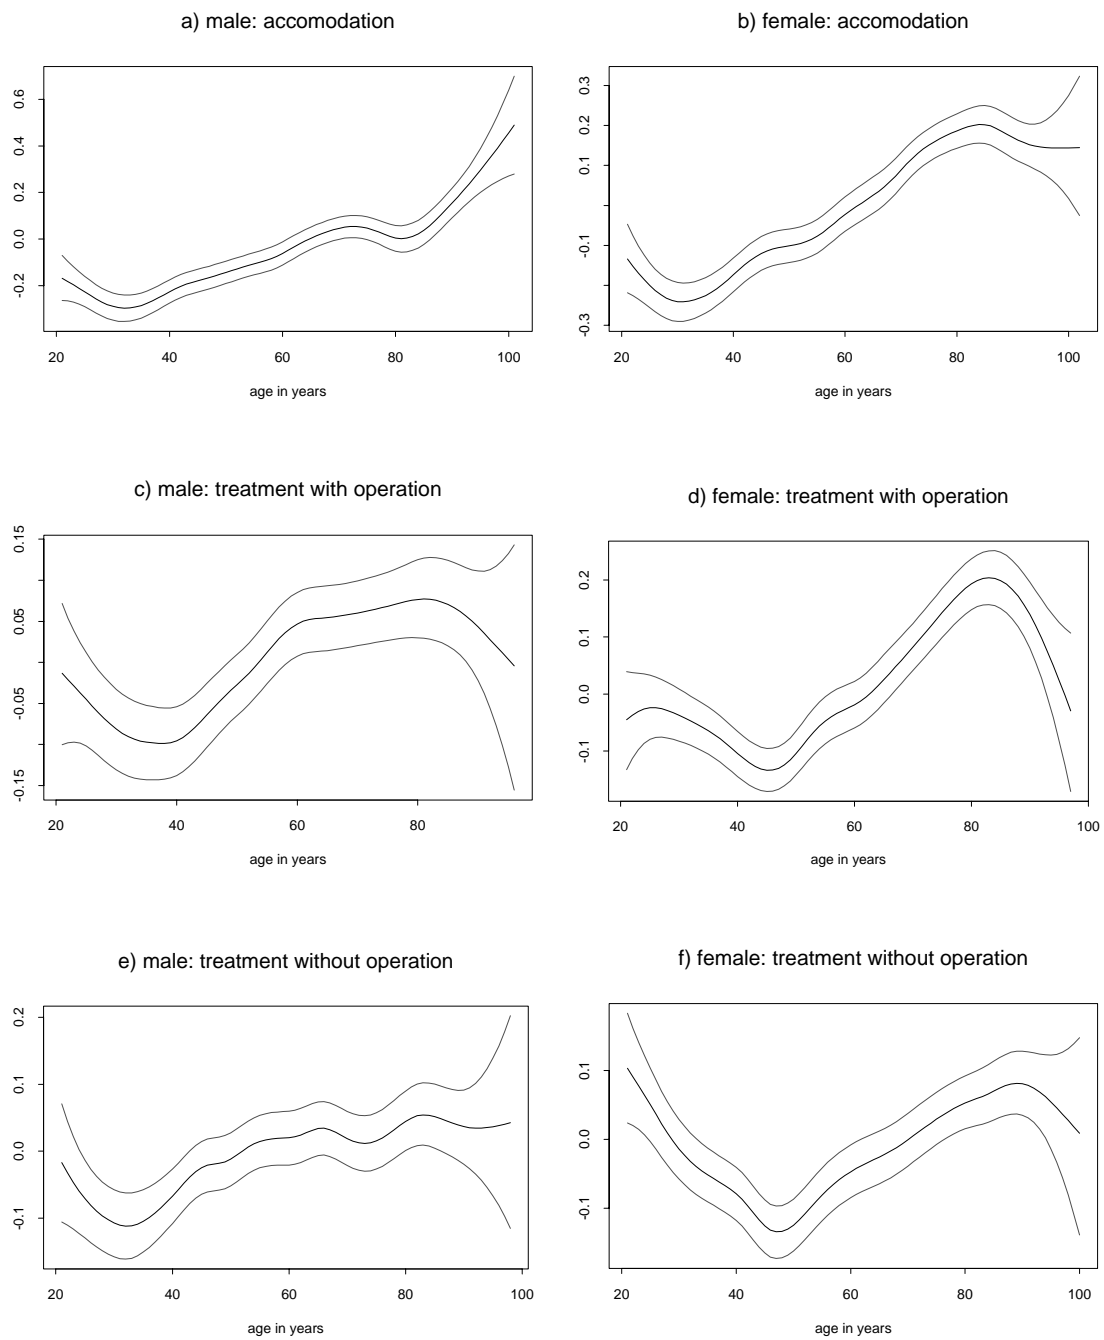 a) male: accomodation
0.6
0.4
0.2
0.0
-0.2
20 40 60 80 100
age in years
b) female: accomodation
0.3
0.2
0.1
-0.1
-0.3
20 40 60 80 100
age in years
c) male: treatment with operation
0.15
0.05
-0.05
-0.15
20 40 60 80
age in years
d) female: treatment with operation
0.2
0.1
0.0
-0.1
20 40 60 80 100
age in years
e) male: treatment without operation
0.2
0.1
0.0
-0.1
20 40 60 80 100
age in years
f) female: treatment without operation
0.1
0.0
-0.1
20 40 60 80 100
age in years